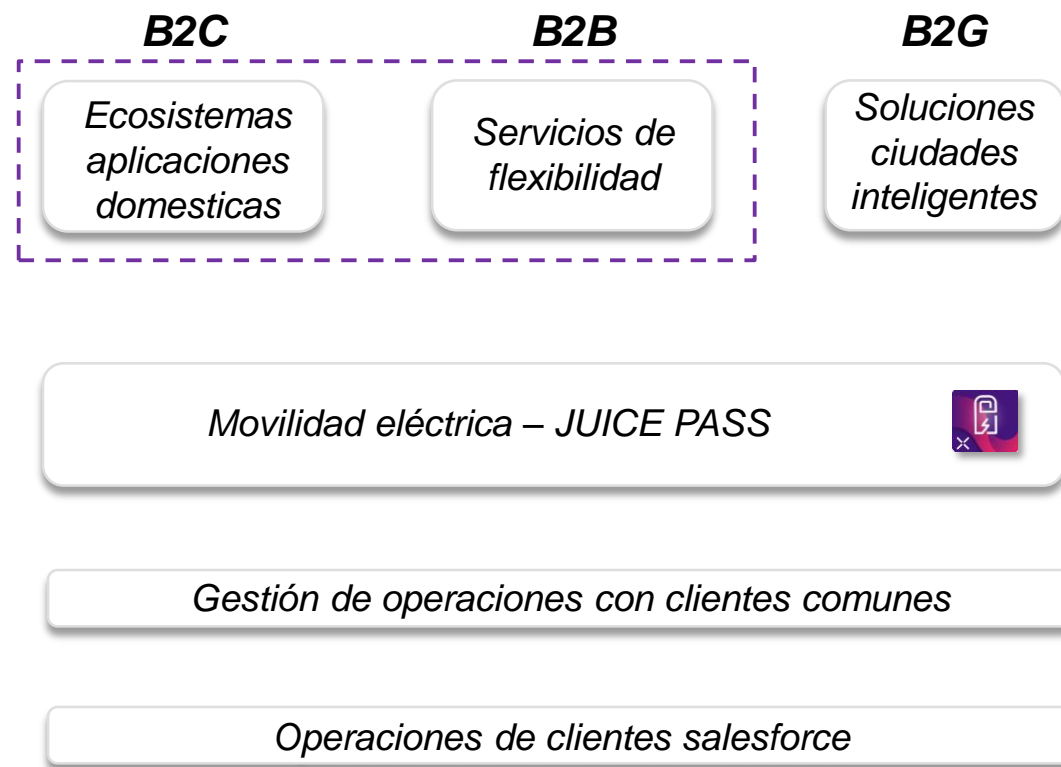 B2C
B2B
B2G
Ecosistemas
aplicaciones
domesticas
Servicios de
flexibilidad
Soluciones
ciudades
inteligentes
Movilidad eléctrica – JUICE PASS
Gestión de operaciones con clientes comunes
Operaciones de clientes salesforce